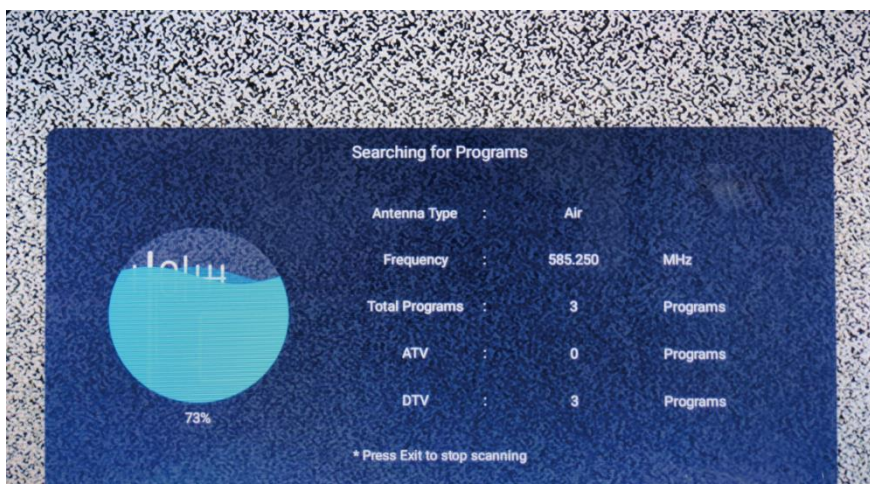 Searching for Programs
Antenna Type : Air
Frequency : 585.250 MHz
Total Programs : 3 Programs
ATV : 0 Programs
DTV : 3 Programs
73%
* Press Exit to stop scanning